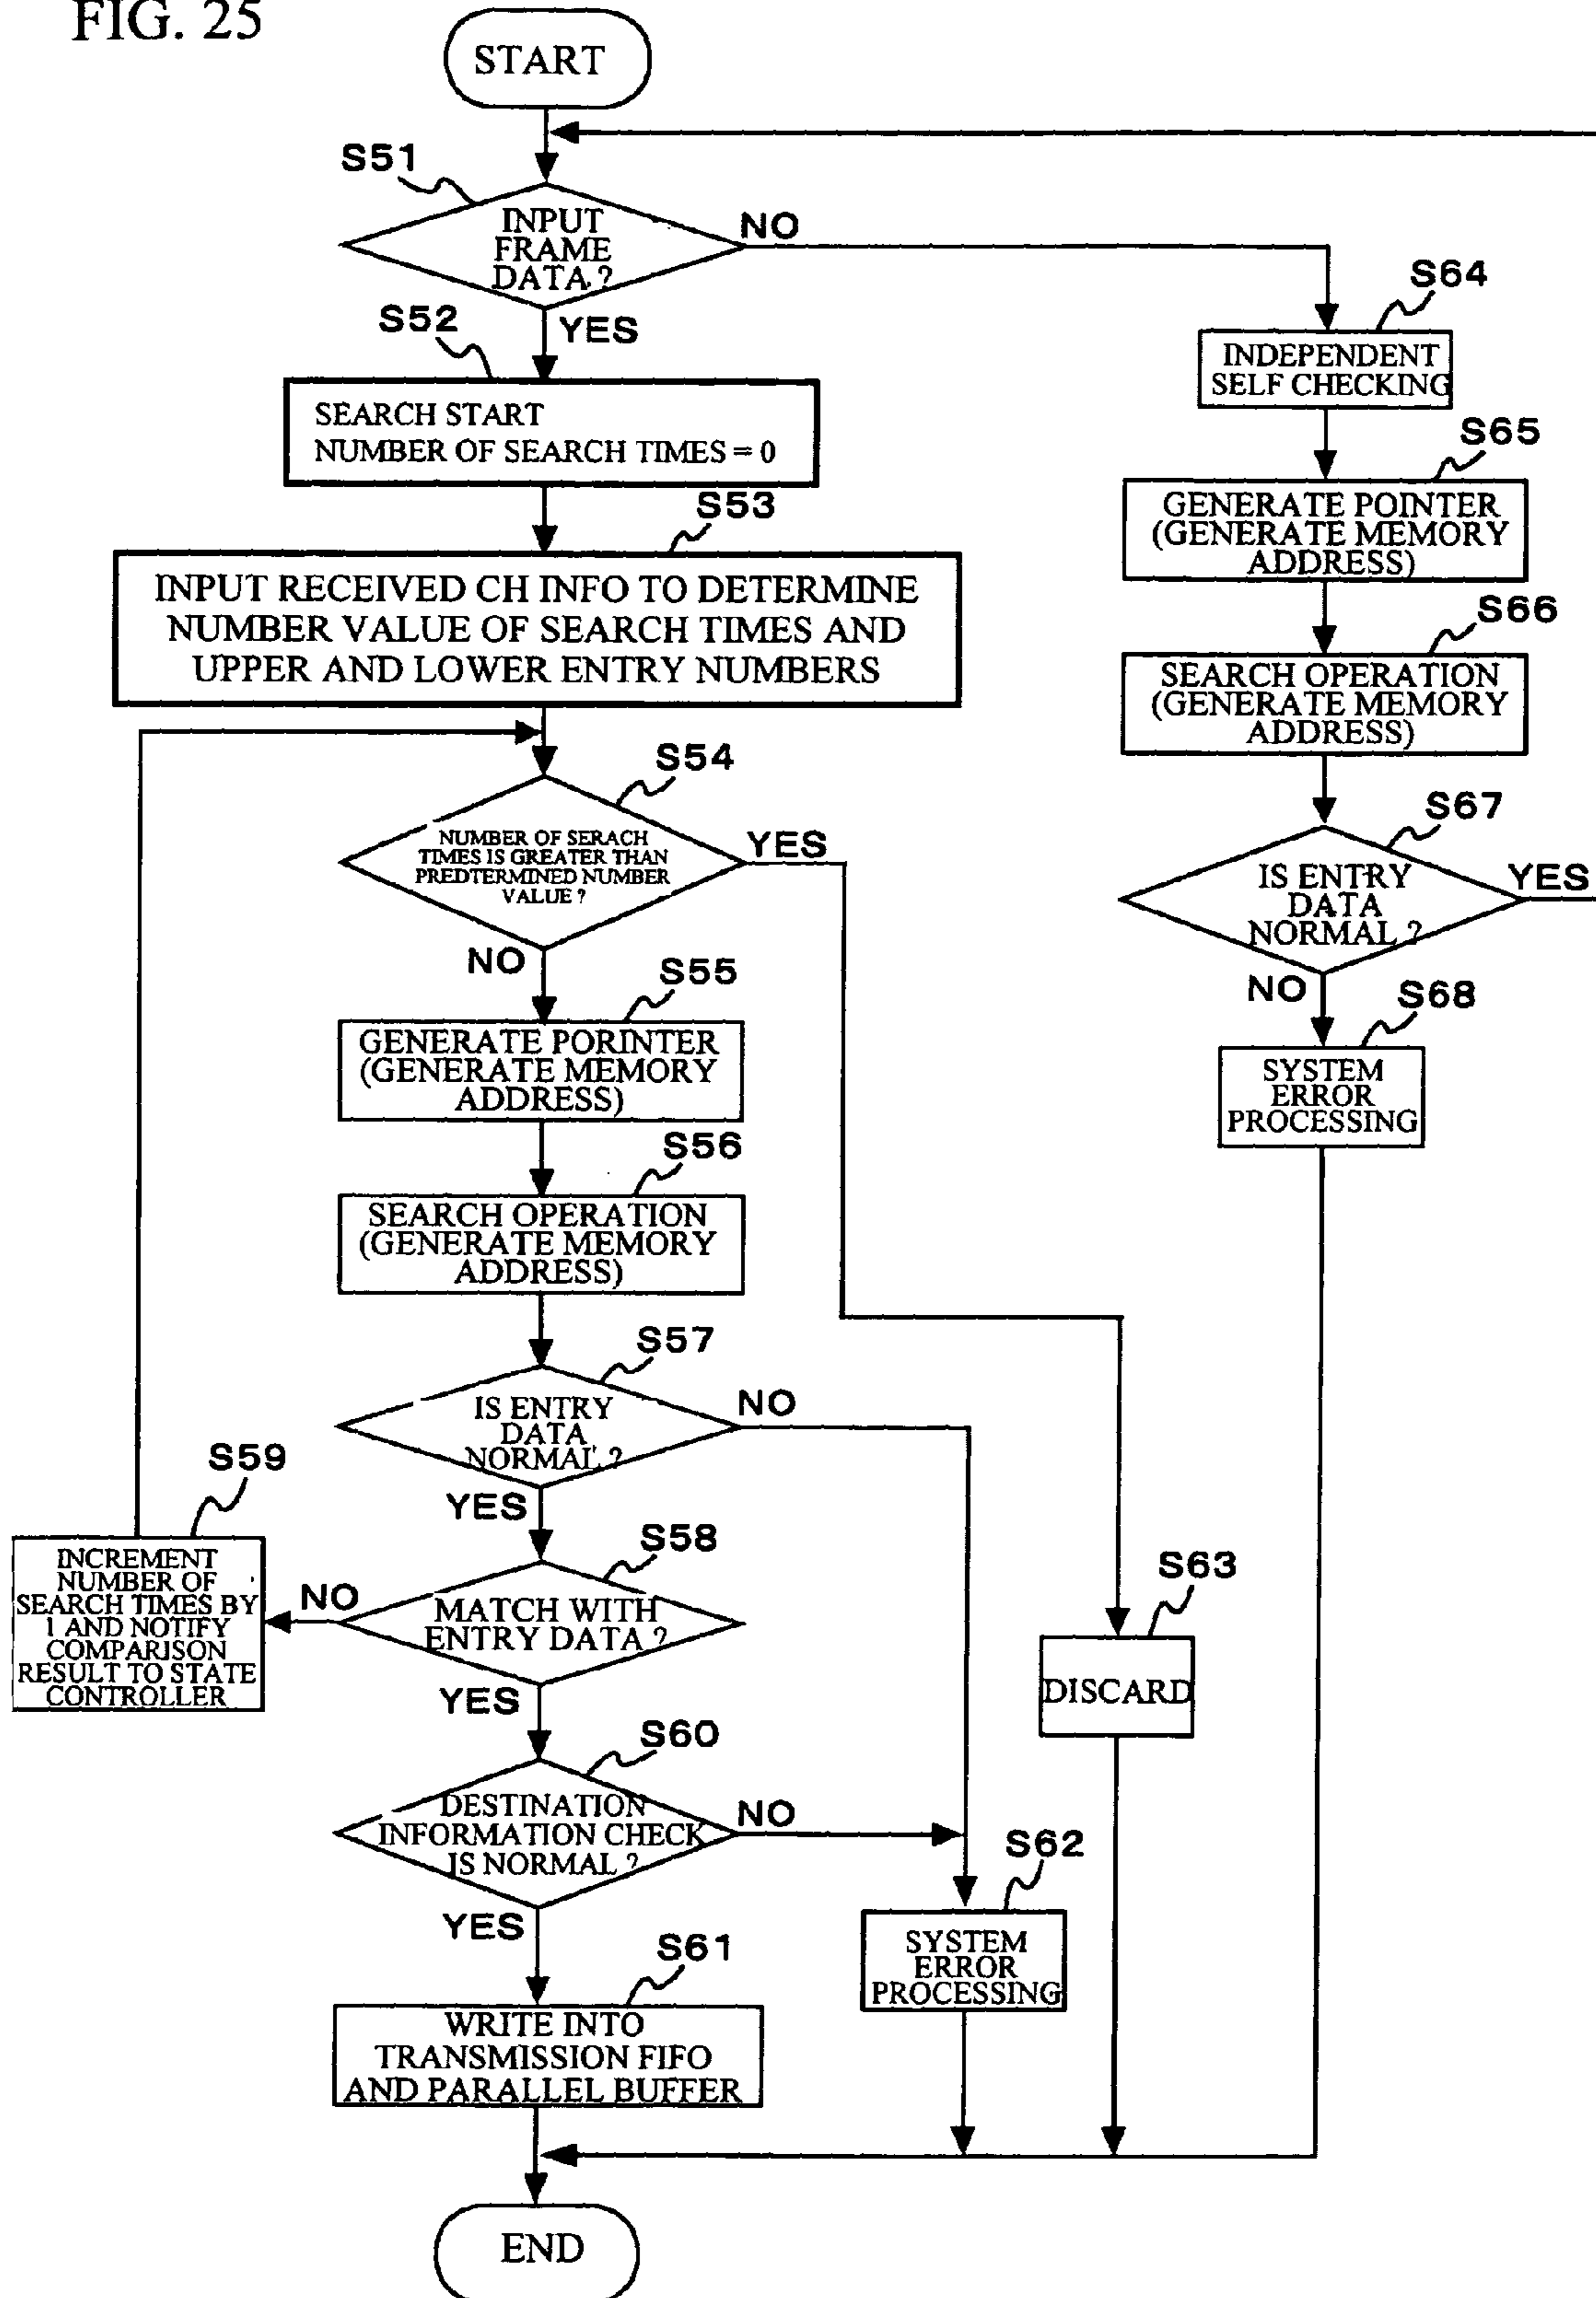 FIG. 25
START
S51
INPUT
FRAME
DATA ?
NO
YES
S52
SEARCH START
NUMBER OF SEARCH TIMES = 0
S53
INPUT RECEIVED CH INFO TO DETERMINE
NUMBER VALUE OF SEARCH TIMES AND
UPPER AND LOWER ENTRY NUMBERS
S54
NUMBER OF SERACH
TIMES IS GREATER THAN
PREDTERMINED NUMBER
VALUE ?
YES
NO
S55
GENERATE PORINTER
(GENERATE MEMORY
ADDRESS)
S56
SEARCH OPERATION
(GENERATE MEMORY
ADDRESS)
S57
IS ENTRY
DATA
NORMAL ?
NO
YES
S58
MATCH WITH
ENTRY DATA ?
NO
YES
S59
INCREMENT
NUMBER OF
SEARCH TIMES BY
1 AND NOTIFY
COMPARISON
RESULT TO STATE
CONTROLLER
S60
DESTINATION
INFORMATION CHECK
IS NORMAL ?
NO
YES
S61
WRITE INTO
TRANSMISSION FIFO
AND PARALLEL BUFFER
S62
SYSTEM
ERROR
PROCESSING
S63
DISCARD
S64
INDEPENDENT
SELF CHECKING
S65
GENERATE POINTER
(GENERATE MEMORY
ADDRESS)
S66
SEARCH OPERATION
(GENERATE MEMORY
ADDRESS)
S67
IS ENTRY
DATA
NORMAL ?
YES
NO
S68
SYSTEM
ERROR
PROCESSING
END